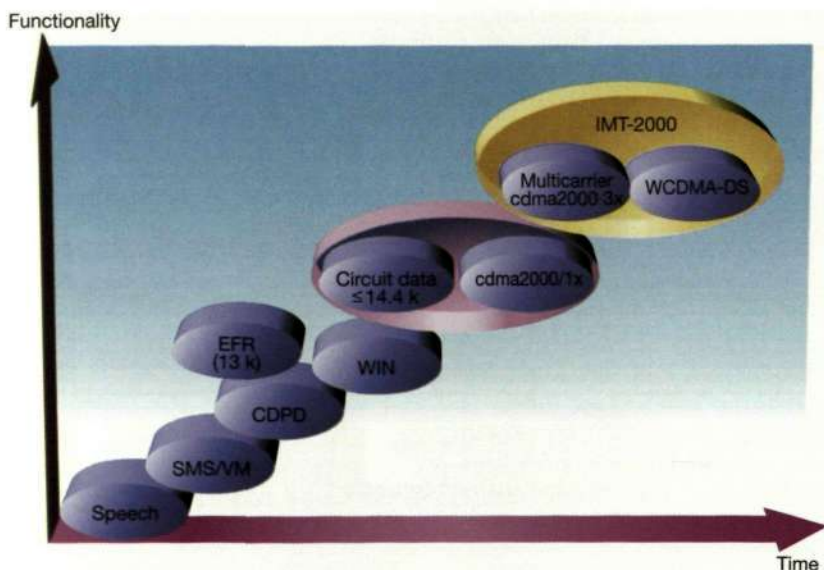 Functionality
IMT-2000
Multicarrier
cdma2000 3x
WCDMA-DS
Circuit data
≤14.4 k
cdma2000/1x
EFR
(13 k)
WIN
CDPD
SMS/VM
Speech
Time